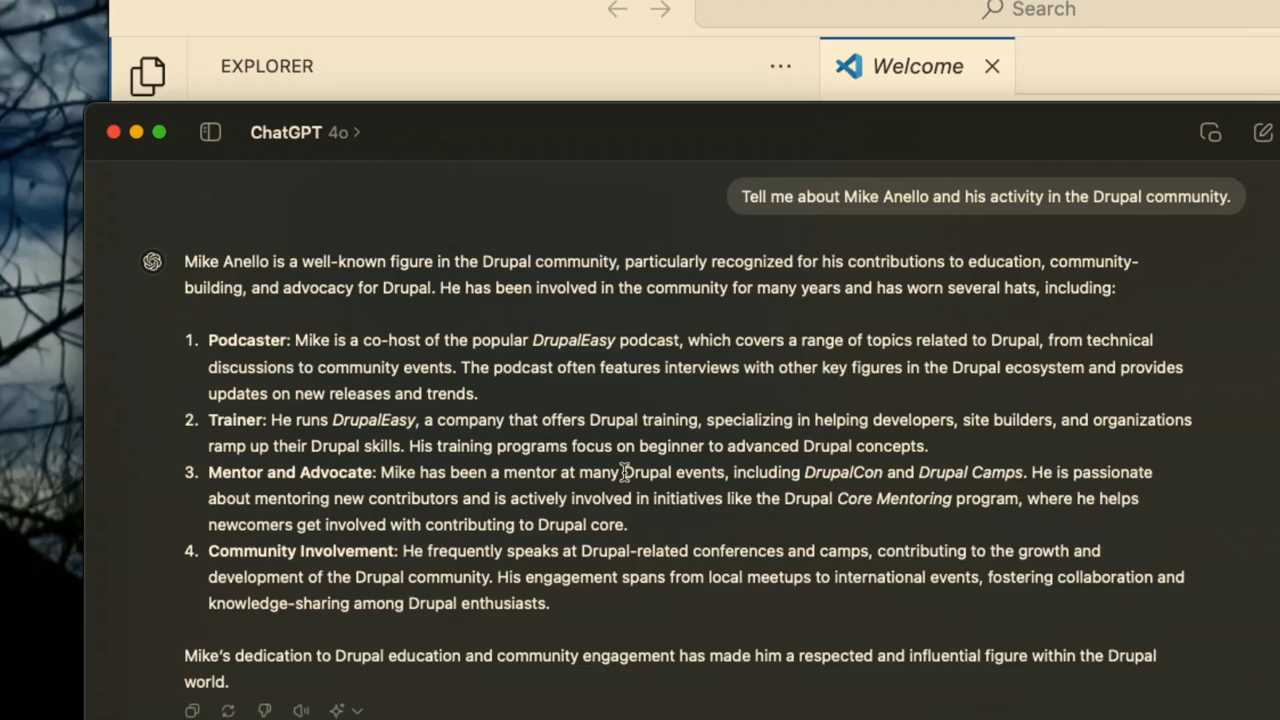 Search
EXPLORER
...
Welcome
ChatGPT 4o >
Tell me about Mike Anello and his activity in the Drupal community.
Mike Anello is a well-known figure in the Drupal community, particularly recognized for his contributions to education, community-
building, and advocacy for Drupal. He has been involved in the community for many years and has worn several hats, including:
1. Podcaster: Mike is a co-host of the popular DrupalEasy podcast, which covers a range of topics related to Drupal, from technical
discussions to community events. The podcast often features interviews with other key figures in the Drupal ecosystem and provides
updates on new releases and trends.
2. Trainer: He runs DrupalEasy, a company that offers Drupal training, specializing in helping developers, site builders, and organizations
ramp up their Drupal skills. His training programs focus on beginner to advanced Drupal concepts.
3. Mentor and Advocate: Mike has been a mentor at many Drupal events, including DrupalCon and Drupal Camps. He is passionate
about mentoring new contributors and is actively involved in initiatives like the Drupal Core Mentoring program, where he helps
newcomers get involved with contributing to Drupal core.
4. Community Involvement: He frequently speaks at Drupal-related conferences and camps, contributing to the growth and
development of the Drupal community. His engagement spans from local meetups to international events, fostering collaboration and
knowledge-sharing among Drupal enthusiasts.
Mike's dedication to Drupal education and community engagement has made him a respected and influential figure within the Drupal
world.